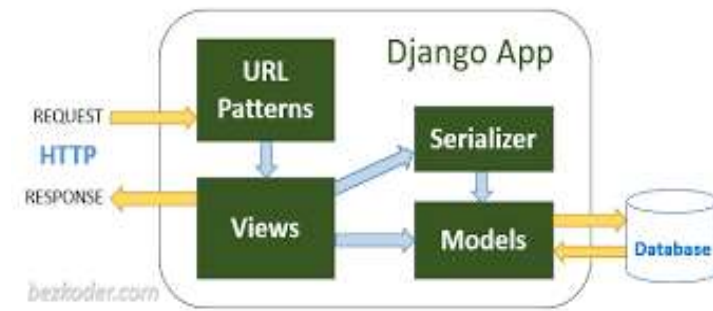 Django App
URL
Patterns
REQUEST
HTTP
RESPONSE
Serializer
Views
Models
Database
bezkoder.com